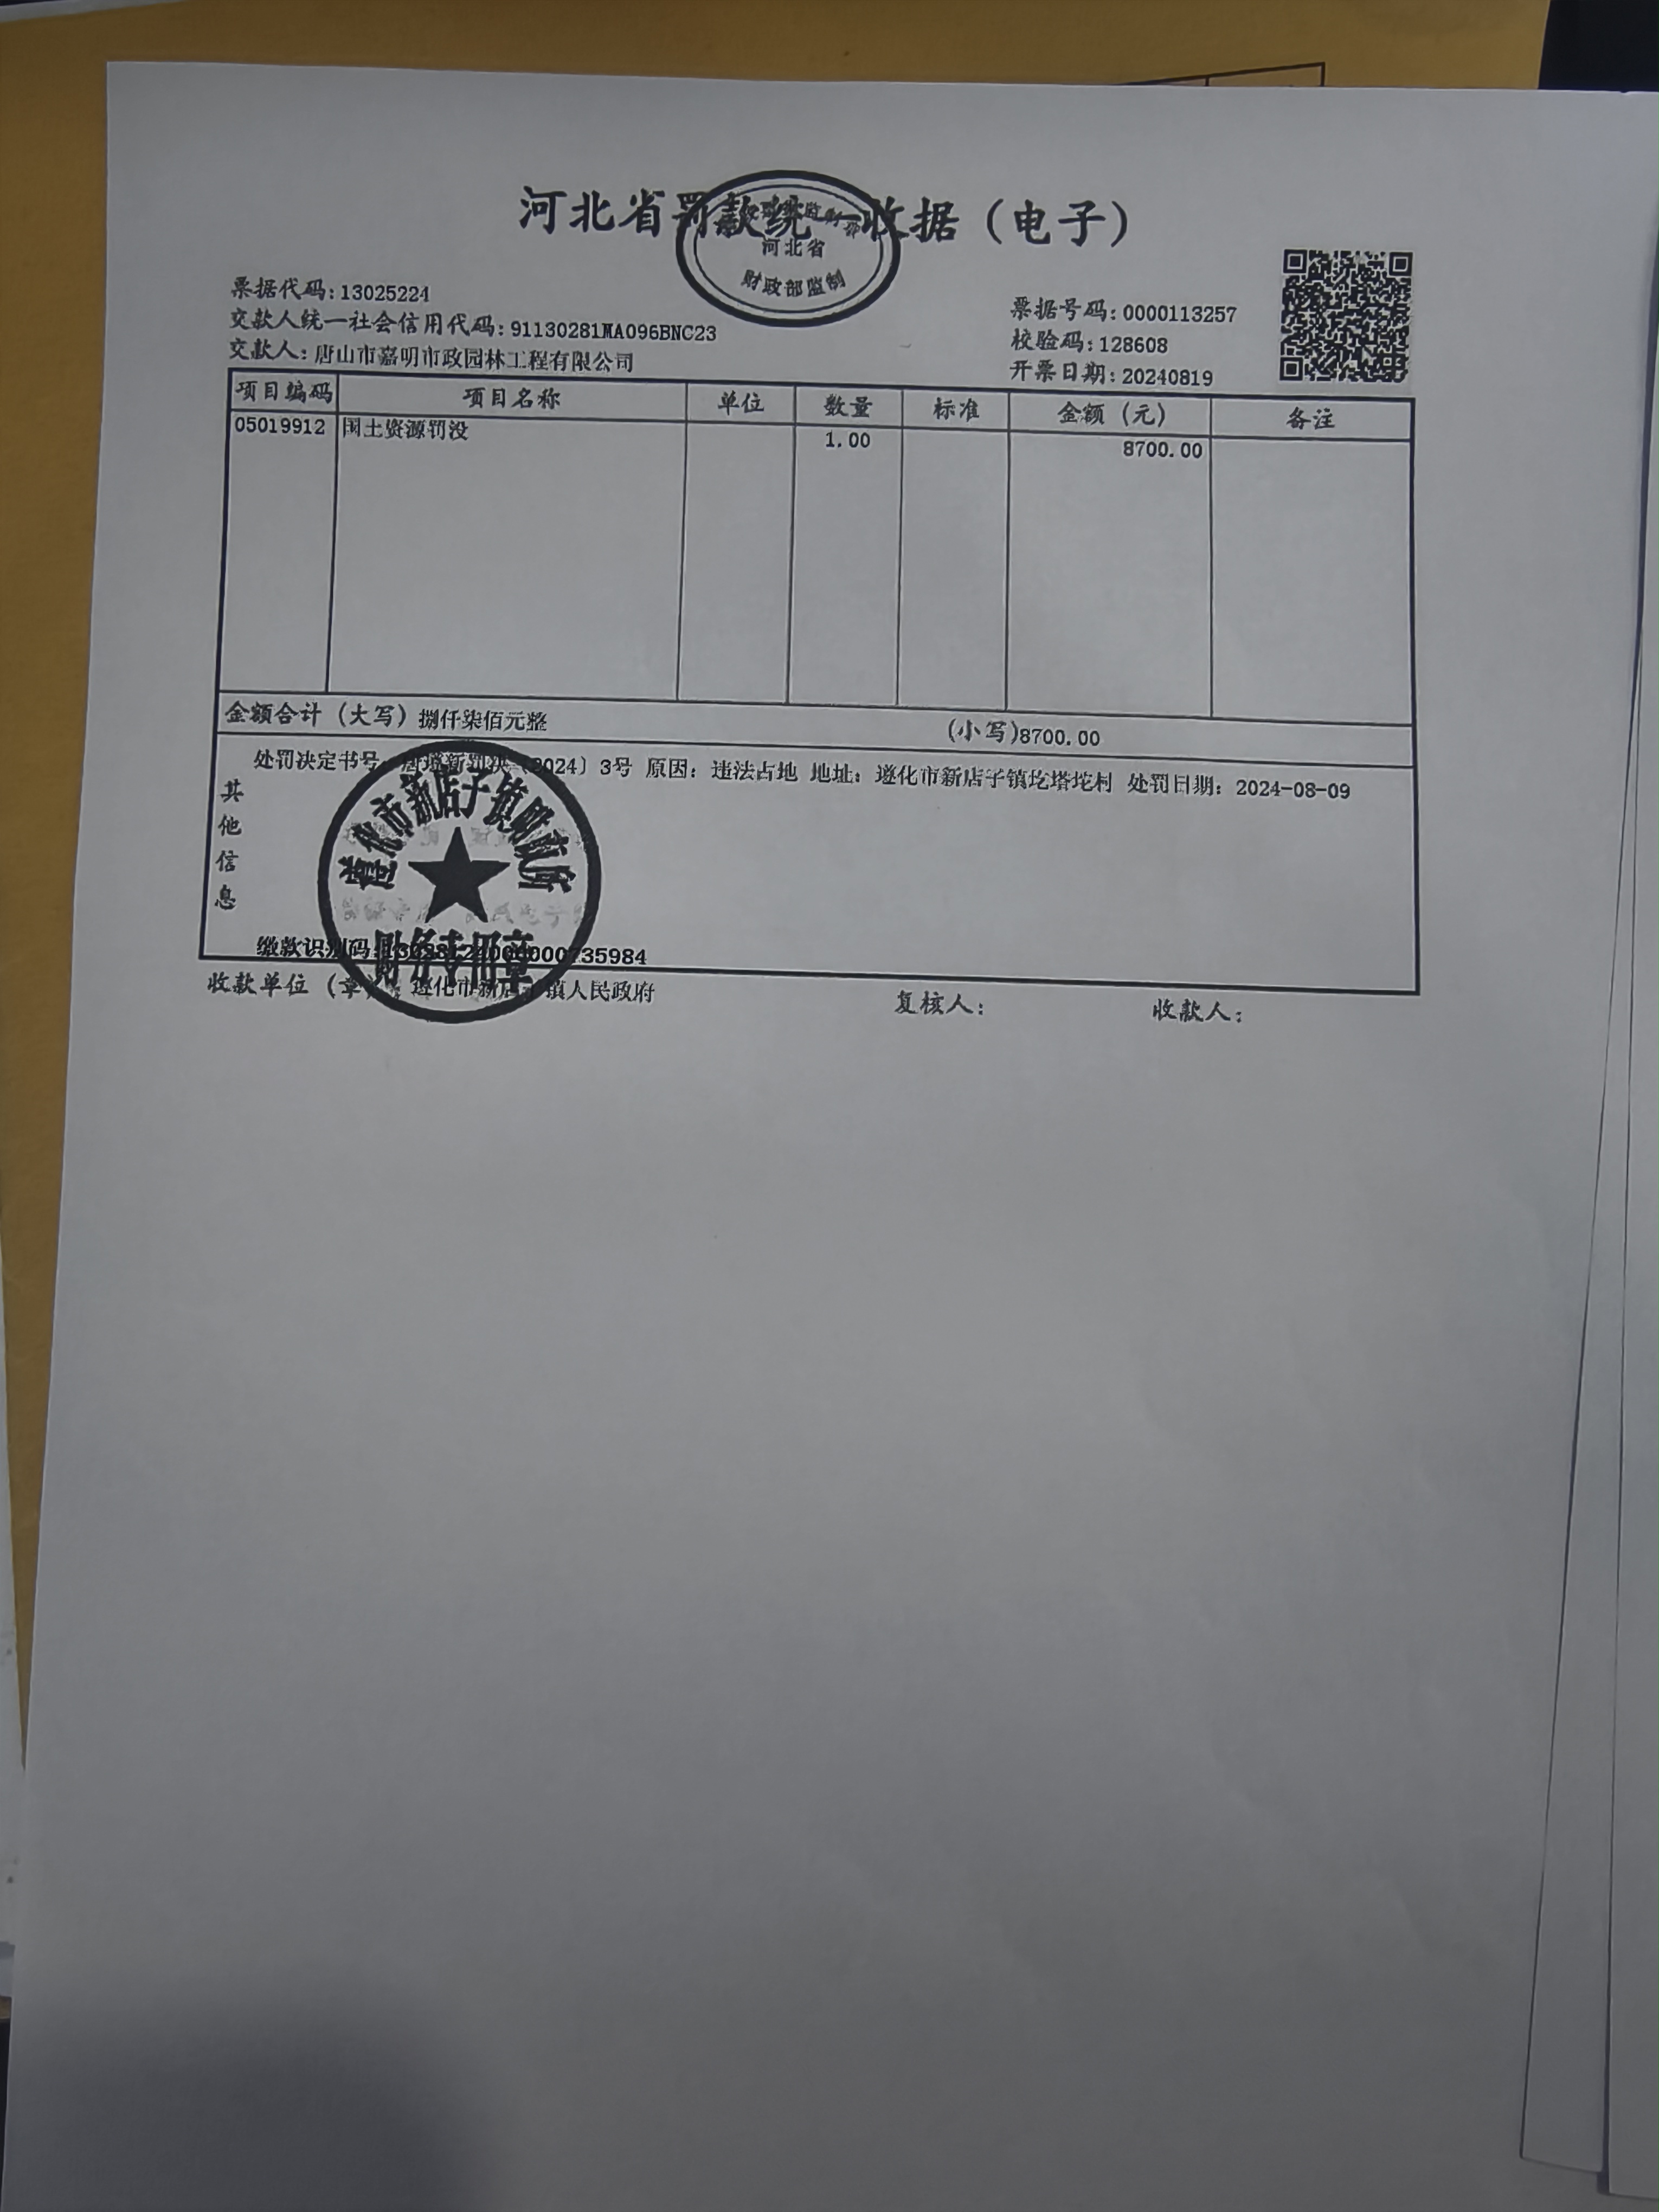 河北省罚款统一收据（电子）
河北省
财政部监制
票据代码:13025224
交款人统一社会信用代码:91130281MA096BNC23
交款人:唐山市嘉明市政园林工程有限公司
票据号码:0000113257
校验码:128608
开票日期:20240819
项目编码 项目名称 单位 数量 标准 金额（元） 备注
05019912 国土资源罚没 1.00 8700.00
金额合计（大写）捌仟柒佰元整 (小写)8700.00
其他信息
处罚决定书号: 〔2024〕3号 原因: 违法占地 地址: 遵化市新店子镇圪塔坨村 处罚日期: 2024-08-09
遵化市新店子镇财政所
财务专用章
缴款识别码:
收款单位（章）: 遵化市新店子镇人民政府 复核人: 收款人: